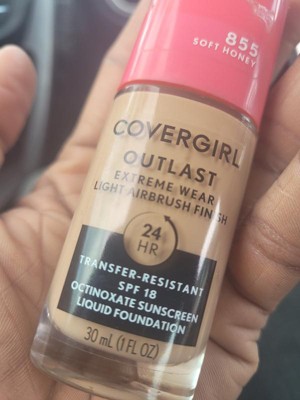 855
SOFT HONEY
COVERGIRL
OUTLAST
EXTREME WEAR
LIGHT AIRBRUSH FINISH
24
HR
TRANSFER-RESISTANT
SPF 18
OCTINOXATE SUNSCREEN
LIQUID FOUNDATION
30 mL (1 FL OZ)